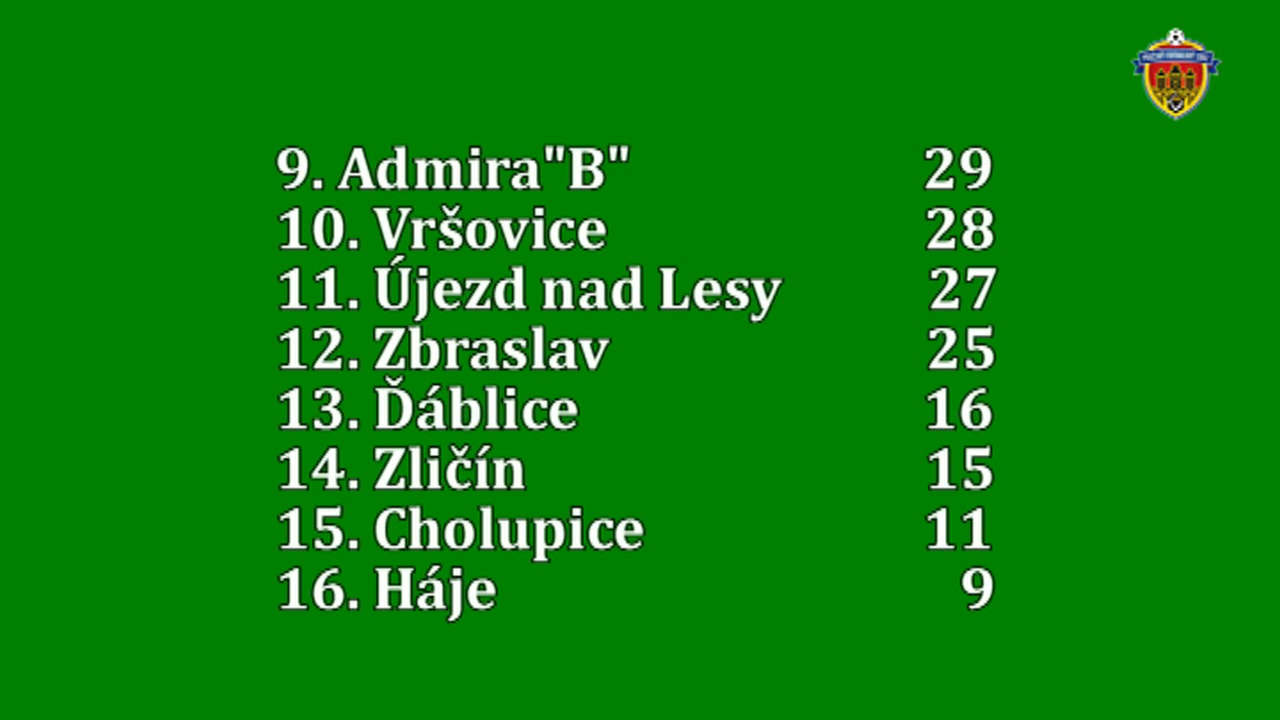 9. Admira"B" 29
10. Vršovice 28
11. Újezd nad Lesy 27
12. Zbraslav 25
13. Ďáblice 16
14. Zličín 15
15. Cholupice 11
16. Háje 9